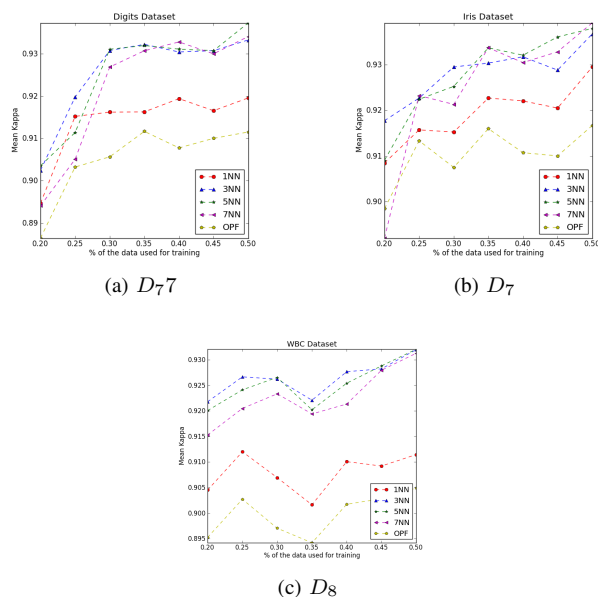 Digits Dataset
Mean Kappa
0.93
0.92
0.91
0.90
0.89
0.20 0.25 0.30 0.35 0.40 0.45 0.50
% of the data used for training
1NN
3NN
5NN
7NN
OPF
(a) D₇7
Iris Dataset
Mean Kappa
0.93
0.92
0.91
0.90
0.20 0.25 0.30 0.35 0.40 0.45 0.50
% of the data used for training
1NN
3NN
5NN
7NN
OPF
(b) D₇
WBC Dataset
Mean Kappa
0.930
0.925
0.920
0.915
0.910
0.905
0.900
0.895
0.20 0.25 0.30 0.35 0.40 0.45 0.50
% of the data used for training
1NN
3NN
5NN
7NN
OPF
(c) D₈